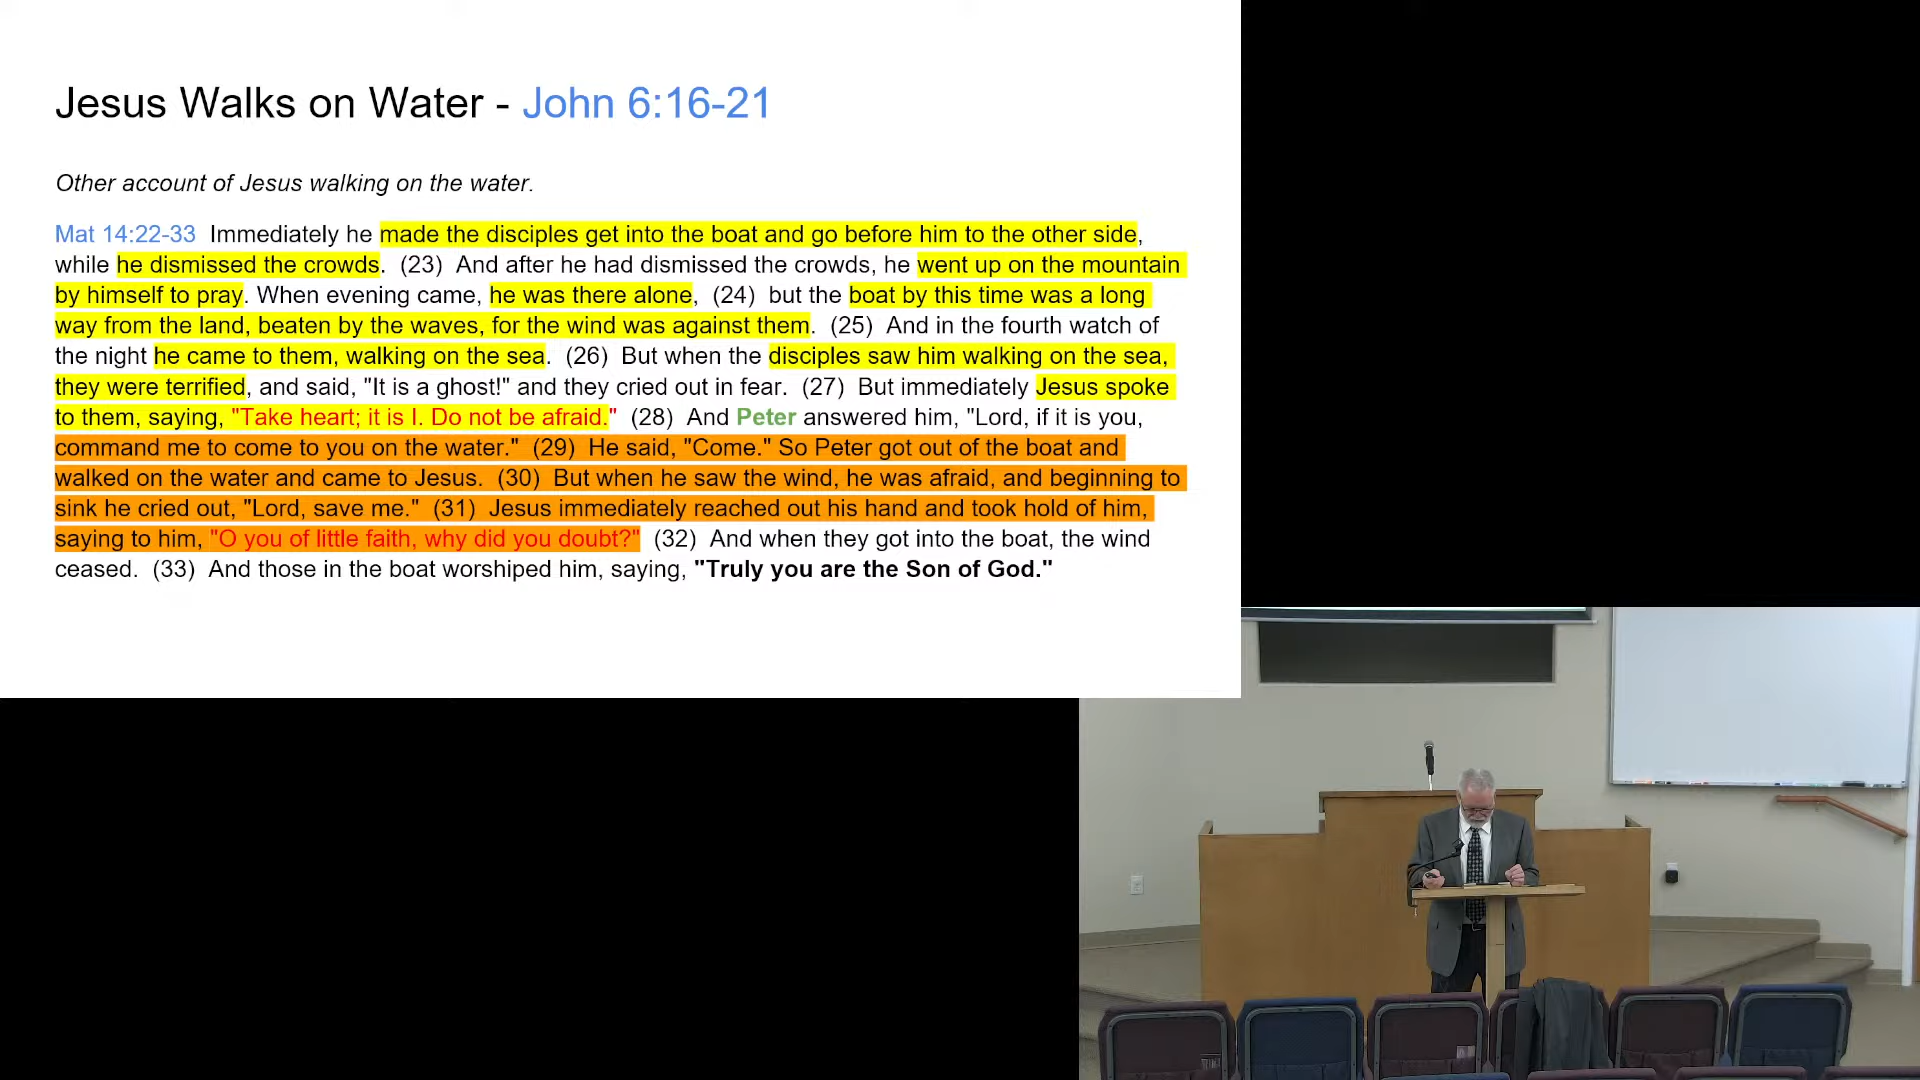 Jesus Walks on Water - John 6:16-21
Other account of Jesus walking on the water.
Mat 14:22-33  Immediately he made the disciples get into the boat and go before him to the other side,
while he dismissed the crowds.  (23)  And after he had dismissed the crowds, he went up on the mountain
by himself to pray. When evening came, he was there alone,  (24)  but the boat by this time was a long
way from the land, beaten by the waves, for the wind was against them.  (25)  And in the fourth watch of
the night he came to them, walking on the sea.  (26)  But when the disciples saw him walking on the sea,
they were terrified, and said, "It is a ghost!" and they cried out in fear.  (27)  But immediately Jesus spoke
to them, saying, "Take heart; it is I. Do not be afraid."  (28)  And Peter answered him, "Lord, if it is you,
command me to come to you on the water."  (29)  He said, "Come." So Peter got out of the boat and
walked on the water and came to Jesus.  (30)  But when he saw the wind, he was afraid, and beginning to
sink he cried out, "Lord, save me."  (31)  Jesus immediately reached out his hand and took hold of him,
saying to him, "O you of little faith, why did you doubt?"  (32)  And when they got into the boat, the wind
ceased.  (33)  And those in the boat worshiped him, saying, "Truly you are the Son of God."